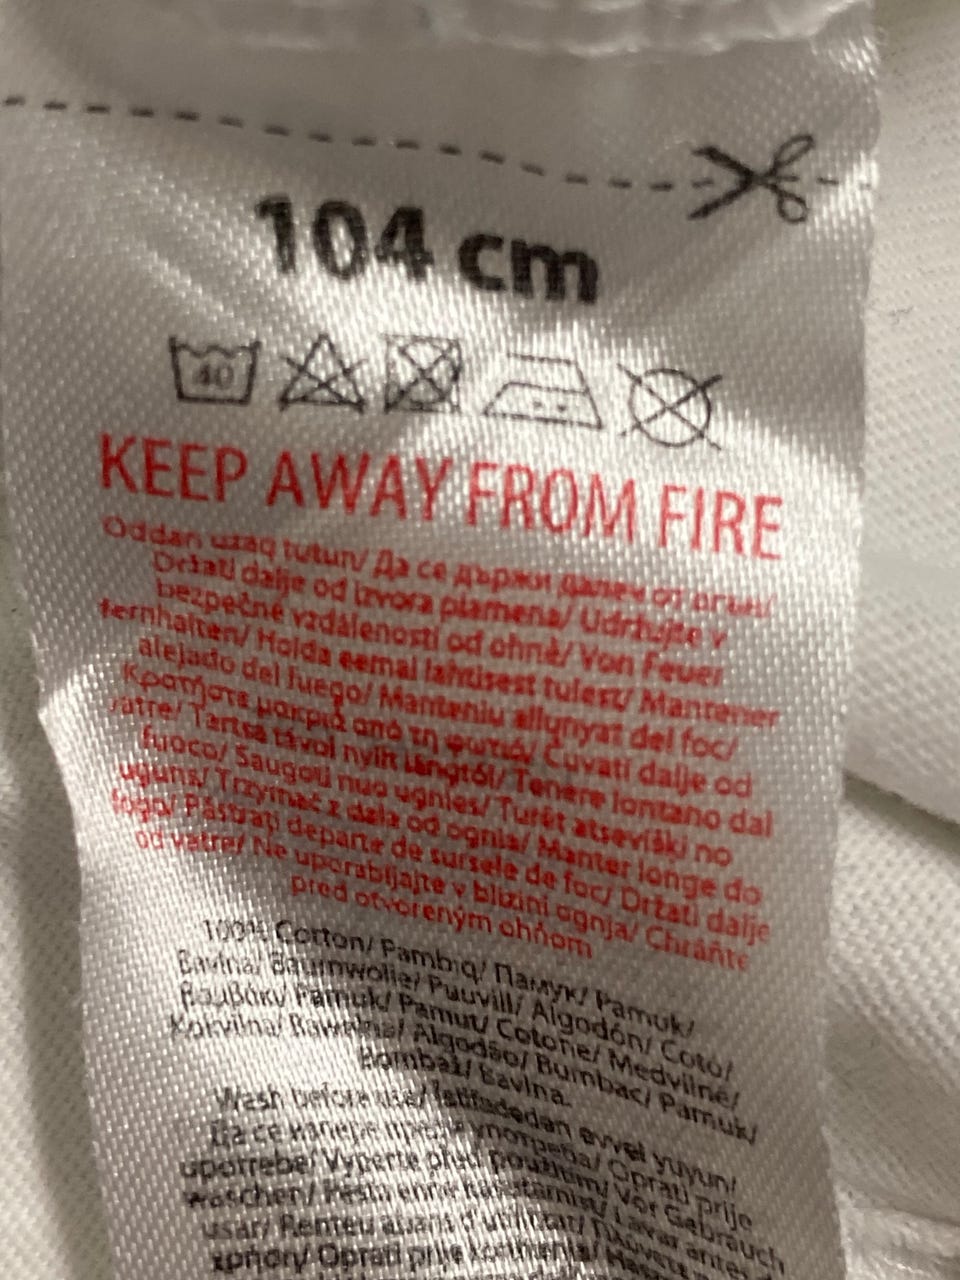 104 cm
40
KEEP AWAY FROM FIRE
Oddan uzaq tutun/ Да се държи далеч от огън/
Držati dalje od izvora plamena/ Udržujte v
bezpečné vzdálenosti od ohně/ Von Feuer
fernhalten/ Hoida eemal lahtisest tulest/ Mantener
alejado del fuego/ Manteniu allunyat del foc/
Κρατήστε μακριά από τη φωτιά/ Čuvati dalje od
vatre/ Tartsa távol nyílt lángtól/ Tenere lontano dal
fuoco/ Saugoti nuo ugnies/ Turēt atsevišķi no
uguns/ Trzymać z dala od ognia/ Manter longe do
fogo/ Păstrați departe de sursele de foc/ Držati dalje
od vatre/ Ne uporabljajte v bližini ognja/ Chráňte
pred otvoreným ohňom
100% Cotton/ Pambıq/ Памук/ Pamuk/
Bavlna/ Baumwolle/ Puuvill/ Algodón/ Cotó/
Βαμβάκι/ Pamuk/ Pamut/ Cotone/ Medvilnė/
Kokvilna/ Bawełna/ Algodão/ Bumbac/ Pamuk/
Bombaž/ Bavlna.
Wash before use/ İstifadədən əvvəl yuyun/
Да се изпере преди употреба/ Oprati prije
upotrebe/ Vyperte před použitím/ Vor Gebrauch
waschen/ Pesta enne kasutamist/ Lavar antes
usar/ Renteu abans d'utilitzar/ Πλύνετε
χρήση/ Oprati prije korištenja/